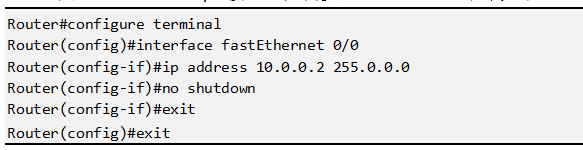 Router#configure terminal
Router(config)#interface fastEthernet 0/0
Router(config-if)#ip address 10.0.0.2 255.0.0.0
Router(config-if)#no shutdown
Router(config-if)#exit
Router(config)#exit